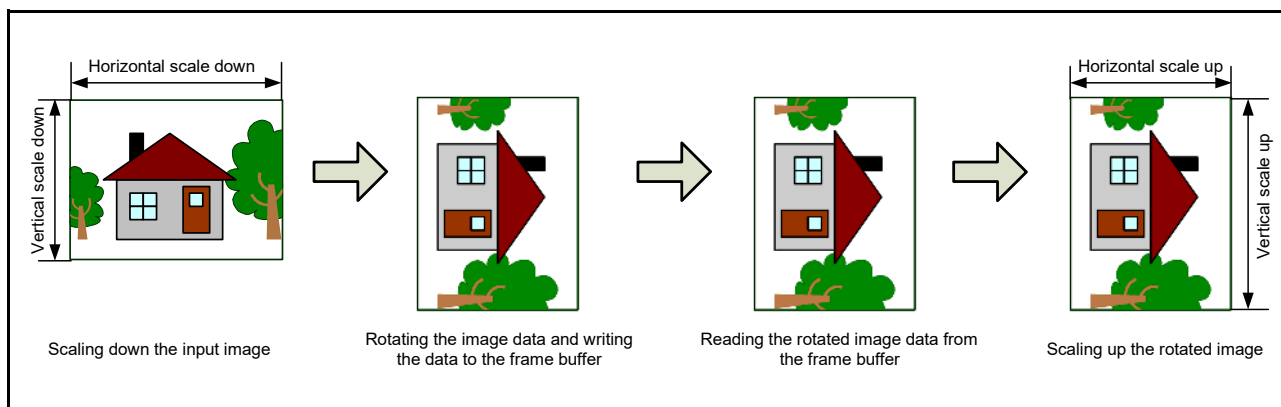 Horizontal scale down
Vertical scale down
Scaling down the input image
Rotating the image data and writing
the data to the frame buffer
Reading the rotated image data from
the frame buffer
Horizontal scale up
Vertical scale up
Scaling up the rotated image